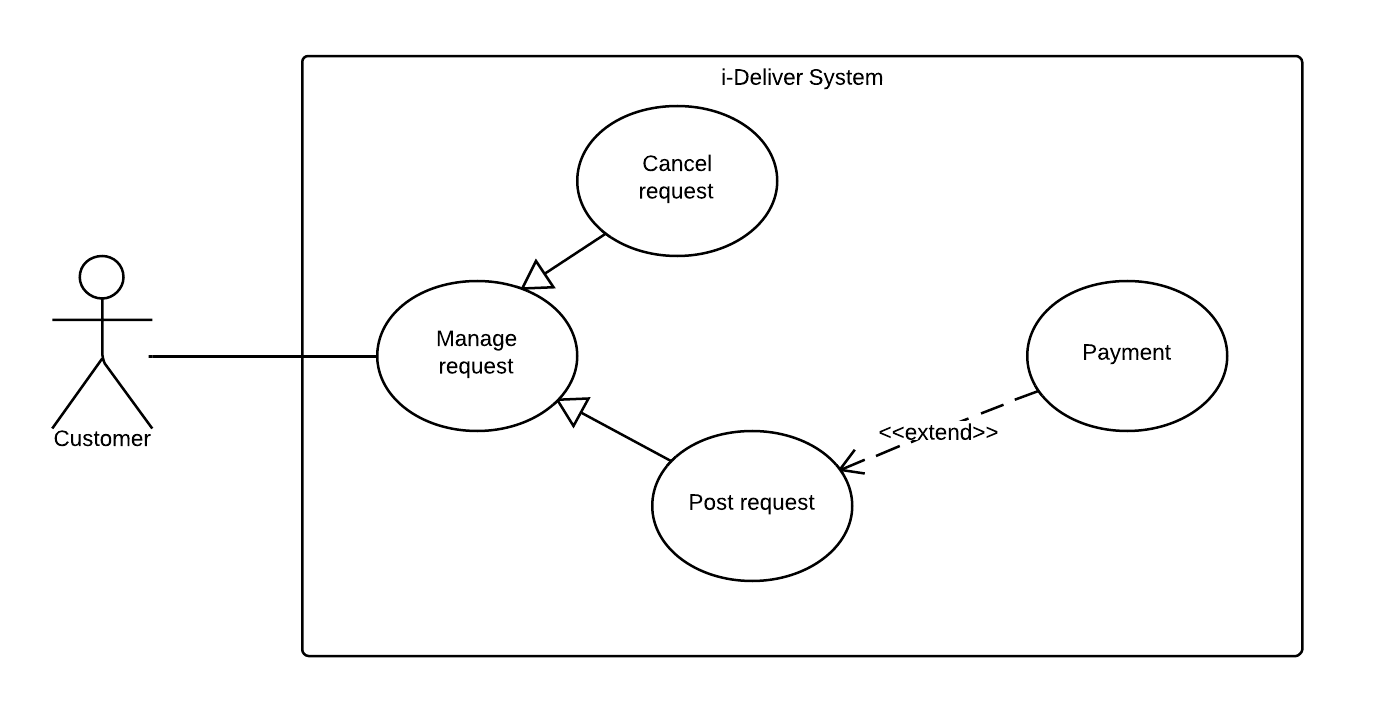 i-Deliver System
Cancel
request
Manage
request
Payment
<<extend>>
Customer
Post request